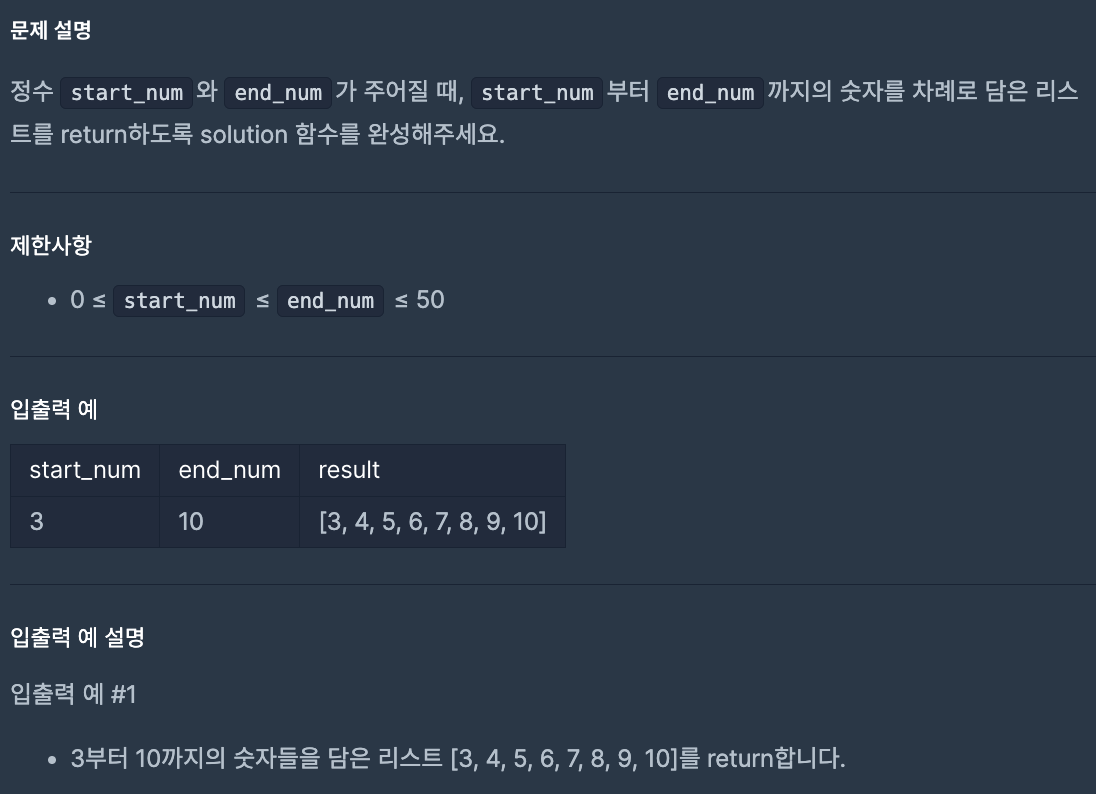 문제 설명
정수 start_num 와 end_num 가 주어질 때, start_num 부터 end_num 까지의 숫자를 차례로 담은 리스
트를 return하도록 solution 함수를 완성해주세요.
제한사항
• 0 ≤ start_num ≤ end_num ≤ 50
입출력 예
start_num end_num result
3 10 [3, 4, 5, 6, 7, 8, 9, 10]
입출력 예 설명
입출력 예 #1
• 3부터 10까지의 숫자들을 담은 리스트 [3, 4, 5, 6, 7, 8, 9, 10]를 return합니다.